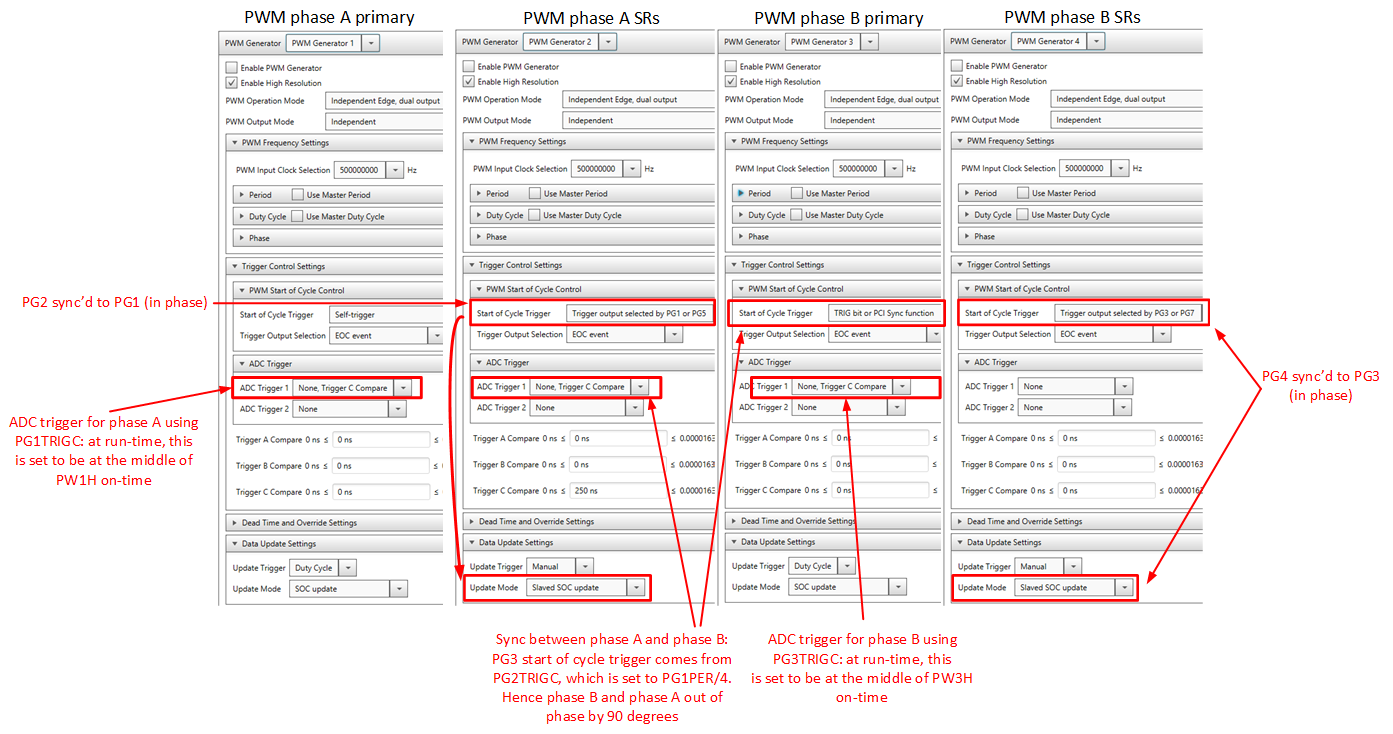 PWM phase A primary
PWM Generator PWM Generator 1
Enable PWM Generator
Enable High Resolution
PWM Operation Mode Independent Edge, dual output
PWM Output Mode Independent
PWM Frequency Settings
PWM Input Clock Selection 500000000 Hz
Period Use Master Period
Duty Cycle Use Master Duty Cycle
Phase
Trigger Control Settings
PWM Start of Cycle Control
Start of Cycle Trigger Self-trigger
Trigger Output Selection EOC event
ADC Trigger
ADC Trigger 1 None, Trigger C Compare
ADC Trigger 2 None
Trigger A Compare 0 ns ≤ 0 ns ≤
Trigger B Compare 0 ns ≤ 0 ns ≤
Trigger C Compare 0 ns ≤ 0 ns ≤
Dead Time and Override Settings
Data Update Settings
Update Trigger Duty Cycle
Update Mode SOC update
PWM phase A SRs
PWM Generator PWM Generator 2
Enable PWM Generator
Enable High Resolution
PWM Operation Mode Independent Edge, dual output
PWM Output Mode Independent
PWM Frequency Settings
PWM Input Clock Selection 500000000 Hz
Period Use Master Period
Duty Cycle Use Master Duty Cycle
Phase
Trigger Control Settings
PWM Start of Cycle Control
Start of Cycle Trigger Trigger output selected by PG1 or PG5
Trigger Output Selection EOC event
ADC Trigger
ADC Trigger 1 None, Trigger C Compare
ADC Trigger 2 None
Trigger A Compare 0 ns ≤ 0 ns ≤ 0.0000163
Trigger B Compare 0 ns ≤ 0 ns ≤ 0.0000163
Trigger C Compare 0 ns ≤ 250 ns ≤ 0.0000163
Dead Time and Override Settings
Data Update Settings
Update Trigger Manual
Update Mode Slaved SOC update
PWM phase B primary
PWM Generator PWM Generator 3
Enable PWM Generator
Enable High Resolution
PWM Operation Mode Independent Edge, dual output
PWM Output Mode Independent
PWM Frequency Settings
PWM Input Clock Selection 500000000 Hz
Period Use Master Period
Duty Cycle Use Master Duty Cycle
Phase
Trigger Control Settings
PWM Start of Cycle Control
Start of Cycle Trigger TRIG bit or PCI Sync function
Trigger Output Selection EOC event
ADC Trigger
ADC Trigger 1 None, Trigger C Compare
ADC Trigger 2 None
Trigger A Compare 0 ns ≤ 0 ns ≤
Trigger B Compare 0 ns ≤ 0 ns ≤
Trigger C Compare 0 ns ≤ 0 ns ≤
Dead Time and Override Settings
Data Update Settings
Update Trigger Duty Cycle
Update Mode SOC update
PWM phase B SRs
PWM Generator PWM Generator 4
Enable PWM Generator
Enable High Resolution
PWM Operation Mode Independent Edge, dual output
PWM Output Mode Independent
PWM Frequency Settings
PWM Input Clock Selection 500000000 Hz
Period Use Master Period
Duty Cycle Use Master Duty Cycle
Phase
Trigger Control Settings
PWM Start of Cycle Control
Start of Cycle Trigger Trigger output selected by PG3 or PG7
Trigger Output Selection EOC event
ADC Trigger
ADC Trigger 1 None
ADC Trigger 2 None
Trigger A Compare 0 ns ≤ 0 ns ≤ 0.0000163
Trigger B Compare 0 ns ≤ 0 ns ≤ 0.0000163
Trigger C Compare 0 ns ≤ 0 ns ≤ 0.0000163
Dead Time and Override Settings
Data Update Settings
Update Trigger Manual
Update Mode Slaved SOC update
PG2 sync'd to PG1 (in phase)
ADC trigger for phase A using
PG1TRIGC: at run-time, this
is set to be at the middle of
PW1H on-time
Sync between phase A and phase B:
PG3 start of cycle trigger comes from
PG2TRIGC, which is set to PG1PER/4.
Hence phase B and phase A out of
phase by 90 degrees
ADC trigger for phase B using
PG3TRIGC: at run-time, this
is set to be at the middle of PW3H
on-time
PG4 sync'd to PG3
(in phase)